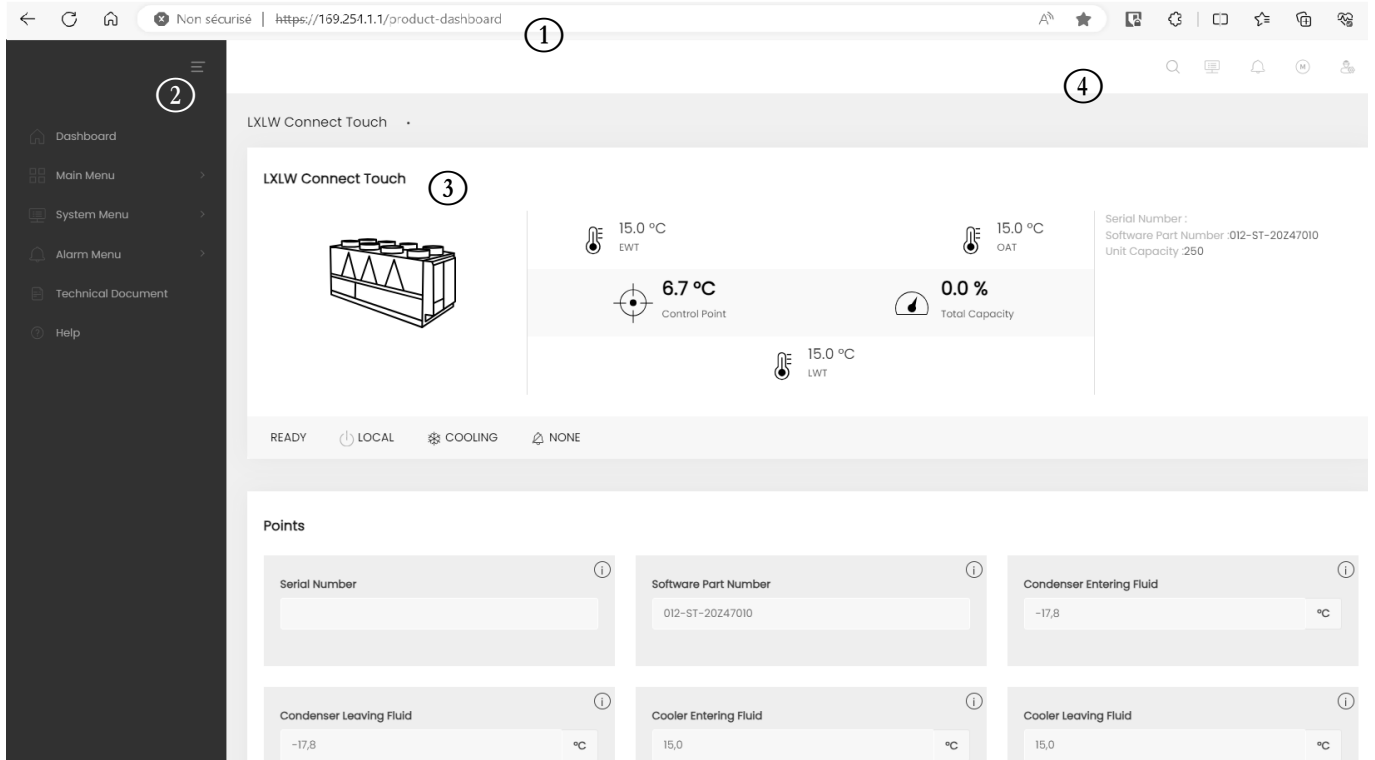 Non sécurisé | https://169.254.1.1/product-dashboard
1
2
4
Dashboard
Main Menu
System Menu
Alarm Menu
Technical Document
Help
LXLW Connect Touch •
LXLW Connect Touch
3
15.0 °C
EWT
15.0 °C
OAT
6.7 °C
Control Point
0.0 %
Total Capacity
15.0 °C
LWT
Serial Number :
Software Part Number :012-ST-20Z47010
Unit Capacity :250
READY LOCAL COOLING NONE
Points
Serial Number
Software Part Number
012-ST-20Z47010
Condenser Entering Fluid
-17,8 °C
Condenser Leaving Fluid
-17,8 °C
Cooler Entering Fluid
15,0 °C
Cooler Leaving Fluid
15,0 °C